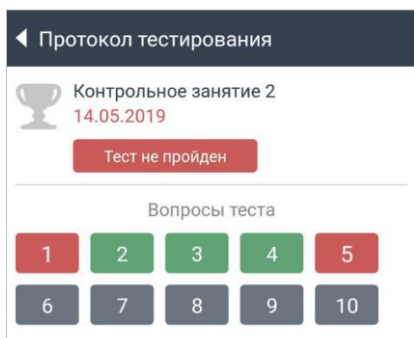 Протокол тестирования
Контрольное занятие 2
14.05.2019
Тест не пройден
Вопросы теста
1 2 3 4 5
6 7 8 9 10